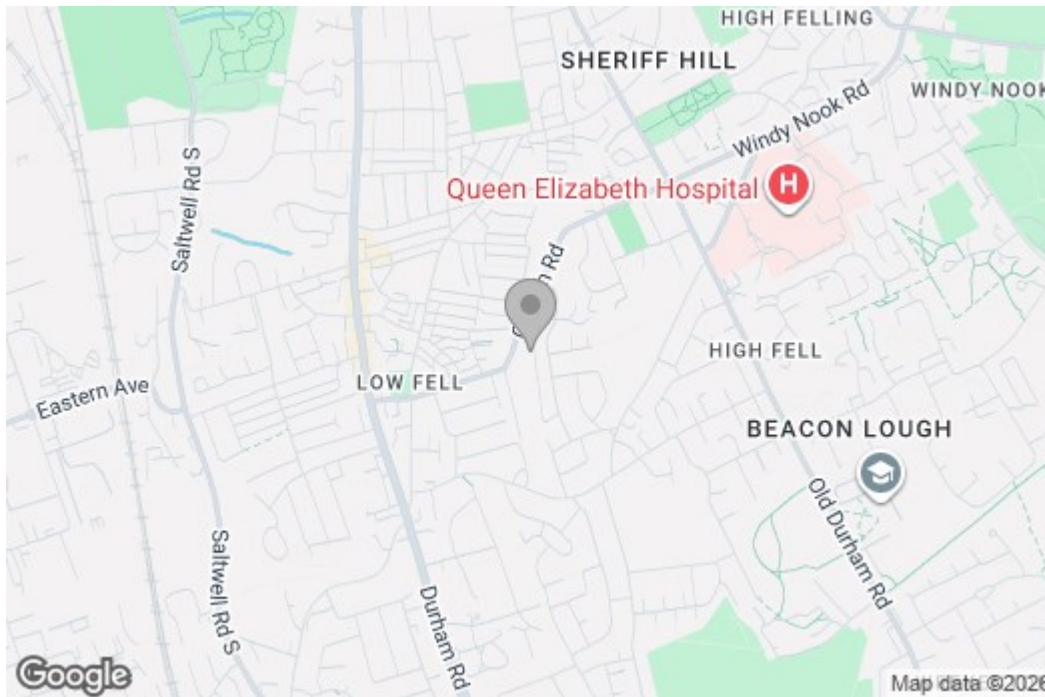 HIGH FELLING
SHERIFF HILL
WINDY NOOK
Windy Nook Rd
Queen Elizabeth Hospital
H
Saltwell Rd S
HIGH FELL
LOW FELL
Eastern Ave
BEACON LOUGH
Old Durham Rd
Saltwell Rd S
Durham Rd
Google
Map data ©2026